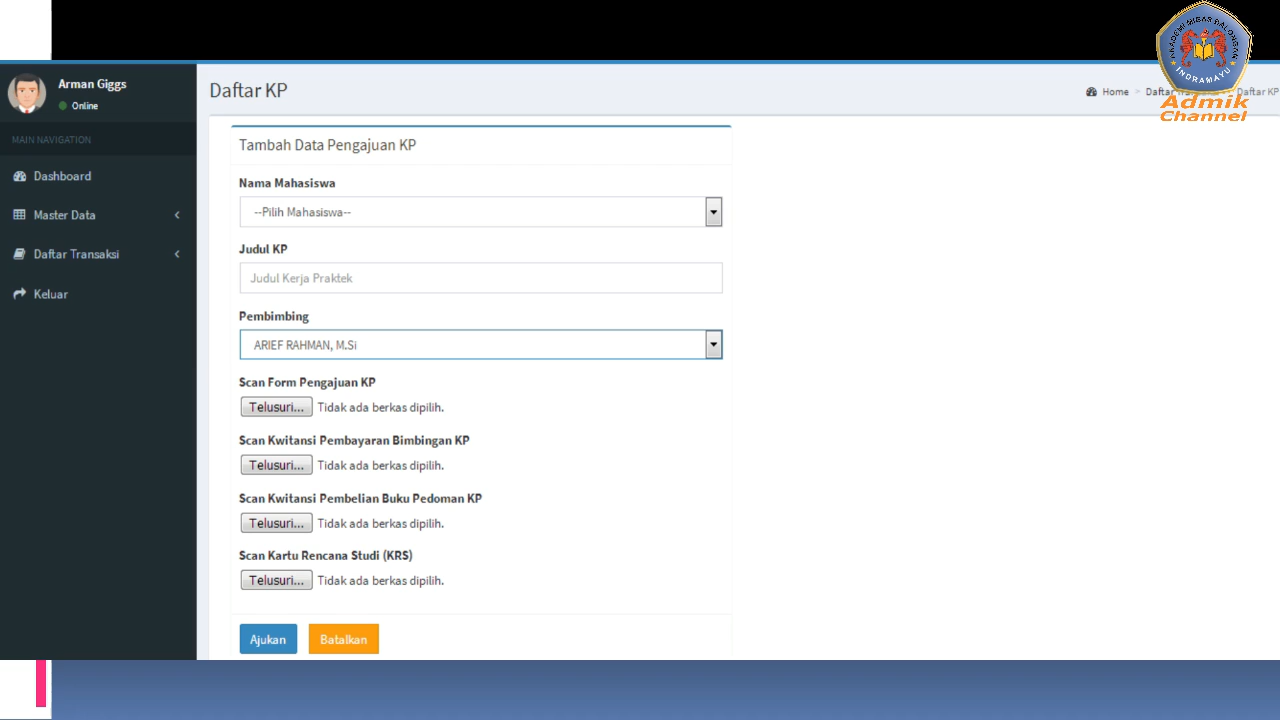 AKADEMI MIGAS BALONGAN
INDRAMAYU
Admik
Channel
Arman Giggs
Online
MAIN NAVIGATION
Dashboard
Master Data
Daftar Transaksi
Keluar
Daftar KP
Home > Daftar
Daftar KP
Tambah Data Pengajuan KP
Nama Mahasiswa
--Pilih Mahasiswa--
Judul KP
Judul Kerja Praktek
Pembimbing
ARIEF RAHMAN, M.Si
Scan Form Pengajuan KP
Telusuri... Tidak ada berkas dipilih.
Scan Kwitansi Pembayaran Bimbingan KP
Telusuri... Tidak ada berkas dipilih.
Scan Kwitansi Pembelian Buku Pedoman KP
Telusuri... Tidak ada berkas dipilih.
Scan Kartu Rencana Studi (KRS)
Telusuri... Tidak ada berkas dipilih.
Ajukan Batalkan